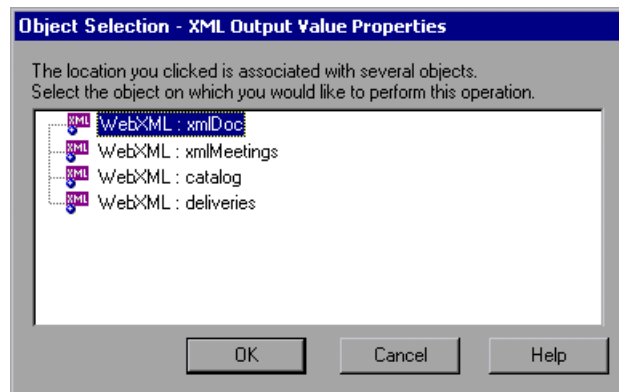 Object Selection - XML Output Value Properties
The location you clicked is associated with several objects.
Select the object on which you would like to perform this operation.
XML WebXML : xmlDoc
XML WebXML : xmlMeetings
XML WebXML : catalog
XML WebXML : deliveries
OK Cancel Help